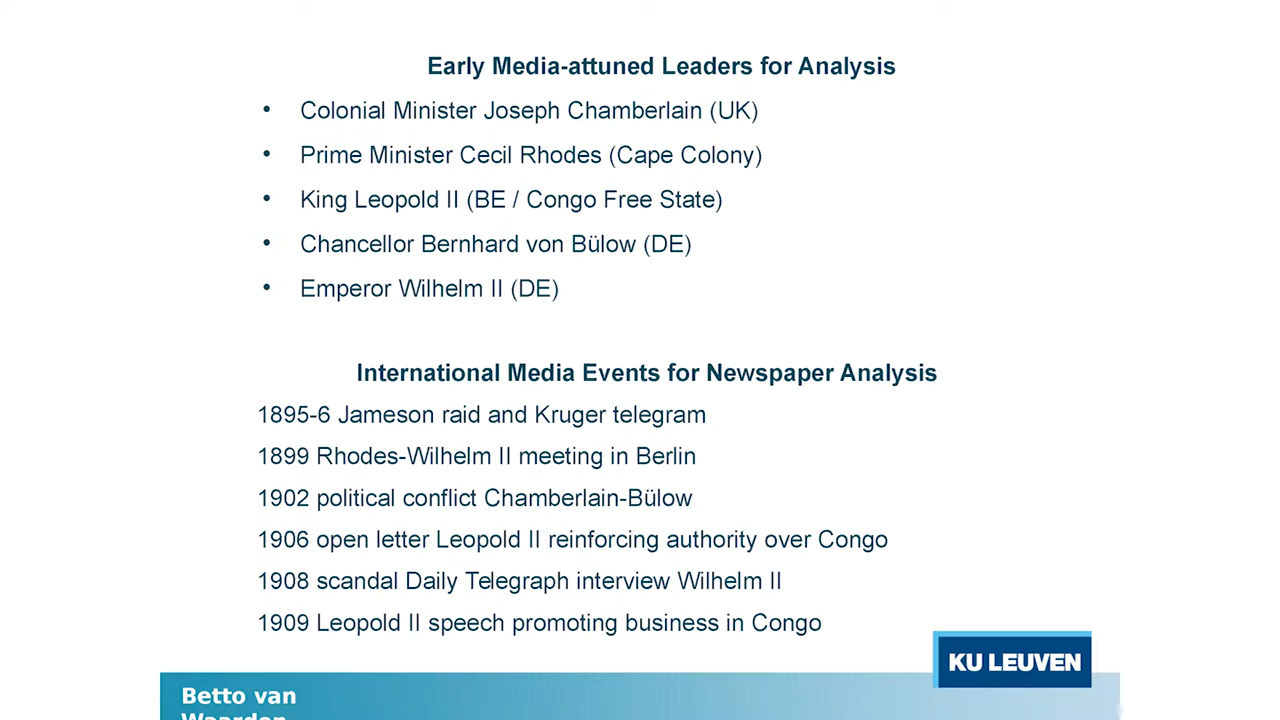 Early Media-attuned Leaders for Analysis
• Colonial Minister Joseph Chamberlain (UK)
• Prime Minister Cecil Rhodes (Cape Colony)
• King Leopold II (BE / Congo Free State)
• Chancellor Bernhard von Bülow (DE)
• Emperor Wilhelm II (DE)
International Media Events for Newspaper Analysis
1895-6 Jameson raid and Kruger telegram
1899 Rhodes-Wilhelm II meeting in Berlin
1902 political conflict Chamberlain-Bülow
1906 open letter Leopold II reinforcing authority over Congo
1908 scandal Daily Telegraph interview Wilhelm II
1909 Leopold II speech promoting business in Congo
KU LEUVEN
Betto van
Waarden